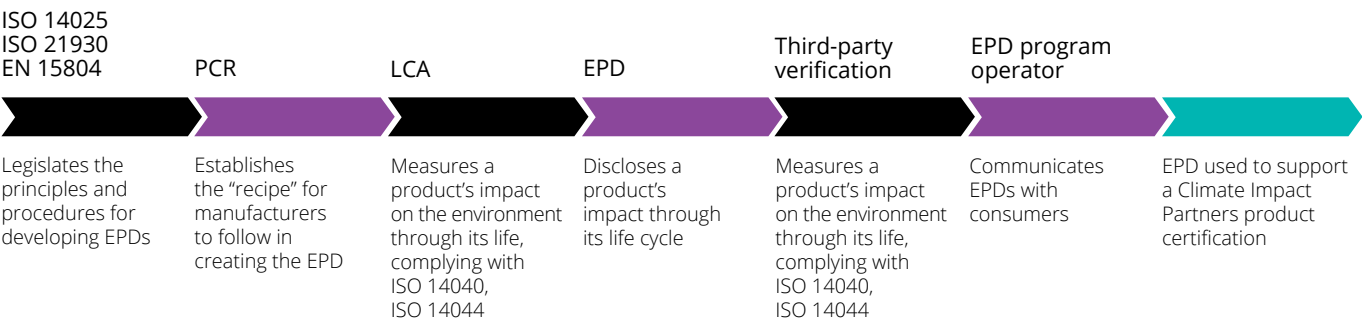 ISO 14025
ISO 21930
EN 15804
PCR
LCA
EPD
Third-party
verification
EPD program
operator
Legislates the
principles and
procedures for
developing EPDs
Establishes
the “recipe” for
manufacturers
to follow in
creating the EPD
Measures a
product’s impact
on the environment
through its life,
complying with
ISO 14040,
ISO 14044
Discloses a
product’s
impact through
its life cycle
Measures a
product’s impact
on the environment
through its life,
complying with
ISO 14040,
ISO 14044
Communicates
EPDs with
consumers
EPD used to support
a Climate Impact
Partners product
certification